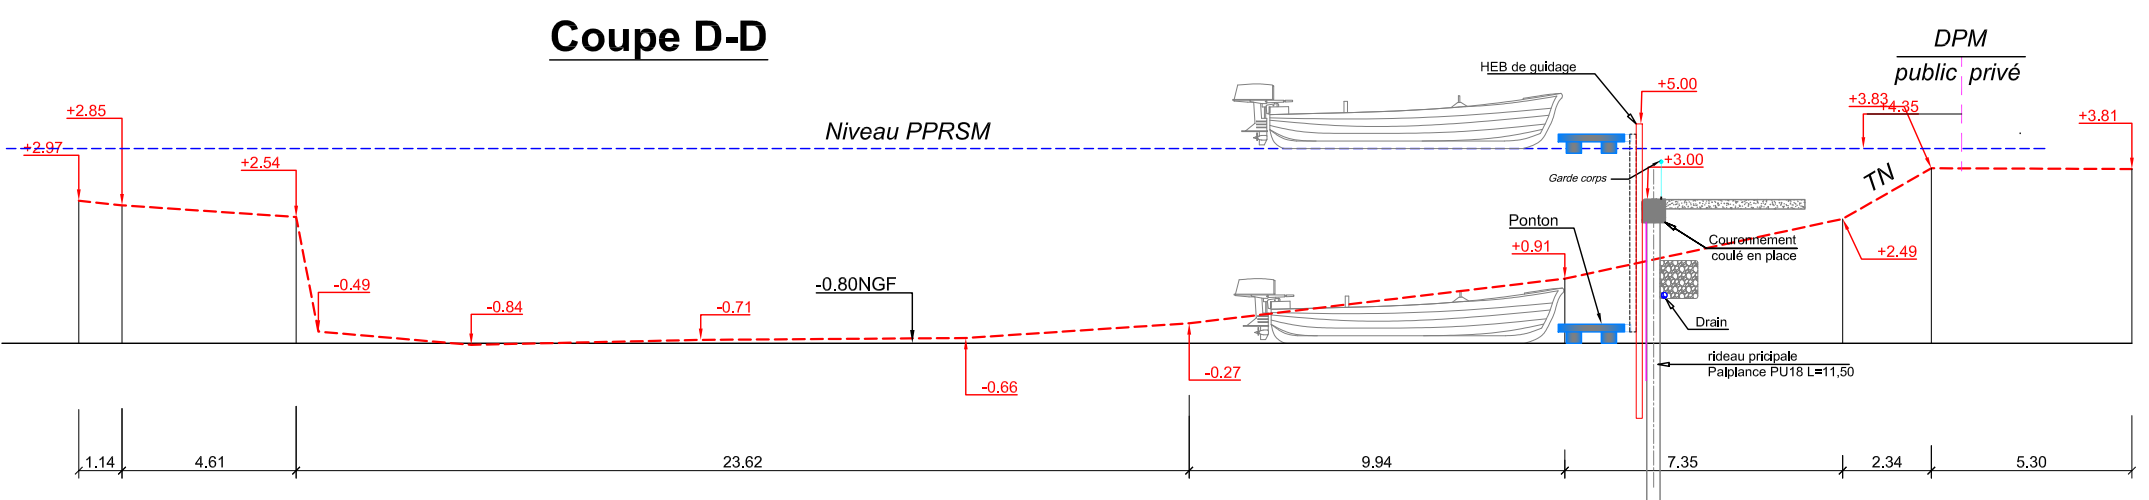 Coupe D-D
DPM
public privé
HEB de guidage
+5.00
+2.85
+3.83
+4.35
+3.81
Niveau PPRSM
+2.97
+2.54
+3.00
Garde corps
TN
Ponton
+0.91
Couronnement
coulé en place
+2.49
-0.49
-0.80NGF
-0.84
-0.71
Drain
rideau pricipale
Palplance PU18 L=11,50
-0.27
-0.66
1.14
4.61
23.62
9.94
7.35
2.34
5.30